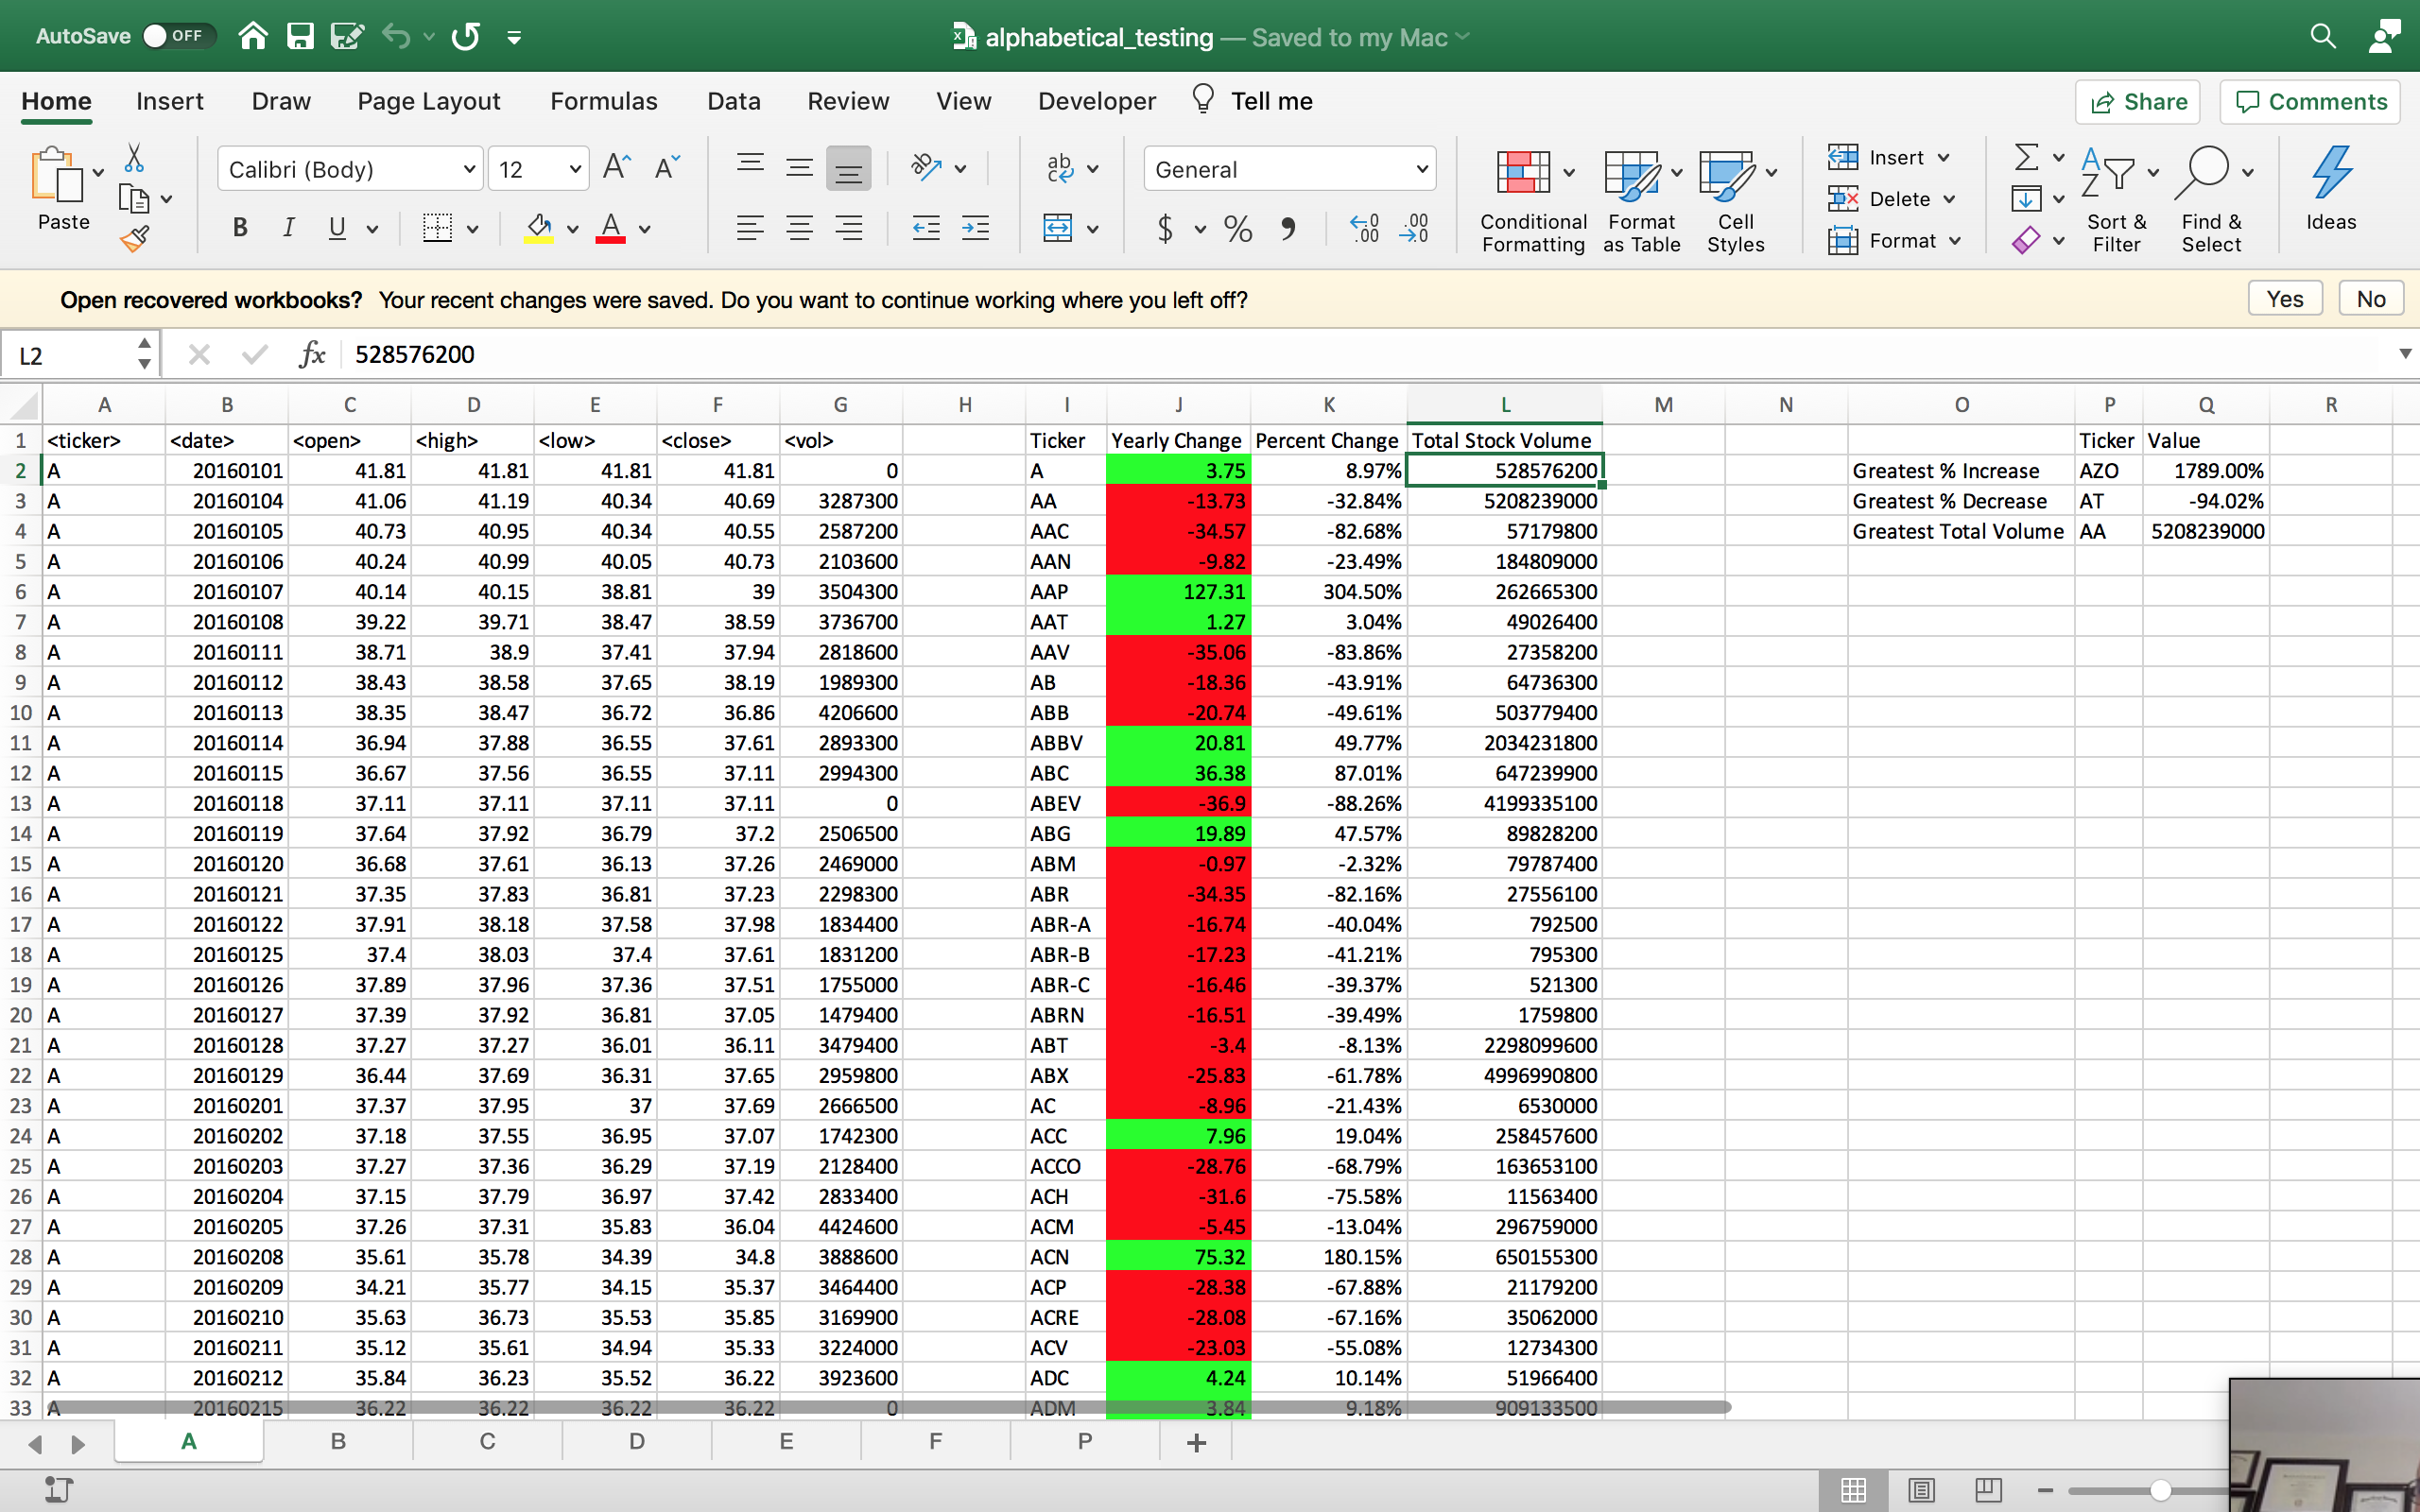 AutoSave OFF alphabetical_testing — Saved to my Mac
Home Insert Draw Page Layout Formulas Data Review View Developer Tell me Share Comments
Paste Calibri (Body) 12 General Conditional Formatting Format as Table Cell Styles Insert Delete Format Sort & Filter Find & Select Ideas
Open recovered workbooks? Your recent changes were saved. Do you want to continue working where you left off? Yes No
L2 fx 528576200
A B C D E F G H I J K L M N O P Q R
1 <ticker> <date> <open> <high> <low> <close> <vol> Ticker Yearly Change Percent Change Total Stock Volume Ticker Value
2 A 20160101 41.81 41.81 41.81 41.81 0 A 3.75 8.97% 528576200 Greatest % Increase AZO 1789.00%
3 A 20160104 41.06 41.19 40.34 40.69 3287300 AA -13.73 -32.84% 5208239000 Greatest % Decrease AT -94.02%
4 A 20160105 40.73 40.95 40.34 40.55 2587200 AAC -34.57 -82.68% 57179800 Greatest Total Volume AA 5208239000
5 A 20160106 40.24 40.99 40.05 40.73 2103600 AAN -9.82 -23.49% 184809000
6 A 20160107 40.14 40.15 38.81 39 3504300 AAP 127.31 304.50% 262665300
7 A 20160108 39.22 39.71 38.47 38.59 3736700 AAT 1.27 3.04% 49026400
8 A 20160111 38.71 38.9 37.41 37.94 2818600 AAV -35.06 -83.86% 27358200
9 A 20160112 38.43 38.58 37.65 38.19 1989300 AB -18.36 -43.91% 64736300
10 A 20160113 38.35 38.47 36.72 36.86 4206600 ABB -20.74 -49.61% 503779400
11 A 20160114 36.94 37.88 36.55 37.61 2893300 ABBV 20.81 49.77% 2034231800
12 A 20160115 36.67 37.56 36.55 37.11 2994300 ABC 36.38 87.01% 647239900
13 A 20160118 37.11 37.11 37.11 37.11 0 ABEV -36.9 -88.26% 4199335100
14 A 20160119 37.64 37.92 36.79 37.2 2506500 ABG 19.89 47.57% 89828200
15 A 20160120 36.68 37.61 36.13 37.26 2469000 ABM -0.97 -2.32% 79787400
16 A 20160121 37.35 37.83 36.81 37.23 2298300 ABR -34.35 -82.16% 27556100
17 A 20160122 37.91 38.18 37.58 37.98 1834400 ABR-A -16.74 -40.04% 792500
18 A 20160125 37.4 38.03 37.4 37.61 1831200 ABR-B -17.23 -41.21% 795300
19 A 20160126 37.89 37.96 37.36 37.51 1755000 ABR-C -16.46 -39.37% 521300
20 A 20160127 37.39 37.92 36.81 37.05 1479400 ABRN -16.51 -39.49% 1759800
21 A 20160128 37.27 37.27 36.01 36.11 3479400 ABT -3.4 -8.13% 2298099600
22 A 20160129 36.44 37.69 36.31 37.65 2959800 ABX -25.83 -61.78% 4996990800
23 A 20160201 37.37 37.95 37 37.69 2666500 AC -8.96 -21.43% 6530000
24 A 20160202 37.18 37.55 36.95 37.07 1742300 ACC 7.96 19.04% 258457600
25 A 20160203 37.27 37.36 36.29 37.19 2128400 ACCO -28.76 -68.79% 163653100
26 A 20160204 37.15 37.79 36.97 37.42 2833400 ACH -31.6 -75.58% 11563400
27 A 20160205 37.26 37.31 35.83 36.04 4424600 ACM -5.45 -13.04% 296759000
28 A 20160208 35.61 35.78 34.39 34.8 3888600 ACN 75.32 180.15% 650155300
29 A 20160209 34.21 35.77 34.15 35.37 3464400 ACP -28.38 -67.88% 21179200
30 A 20160210 35.63 36.73 35.53 35.85 3169900 ACRE -28.08 -67.16% 35062000
31 A 20160211 35.12 35.61 34.94 35.33 3224000 ACV -23.03 -55.08% 12734300
32 A 20160212 35.84 36.23 35.52 36.22 3923600 ADC 4.24 10.14% 51966400
33 A 20160215 36.22 36.22 36.22 36.22 0 ADM 3.84 9.18% 909133500
A B C D E F P +